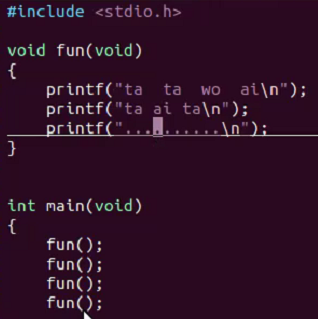 #include <stdio.h>
void fun(void)
{
printf("ta ta wo ai\n");
printf("ta ai ta\n");
printf("..........\n");
}
int main(void)
{
fun();
fun();
fun();
fun();